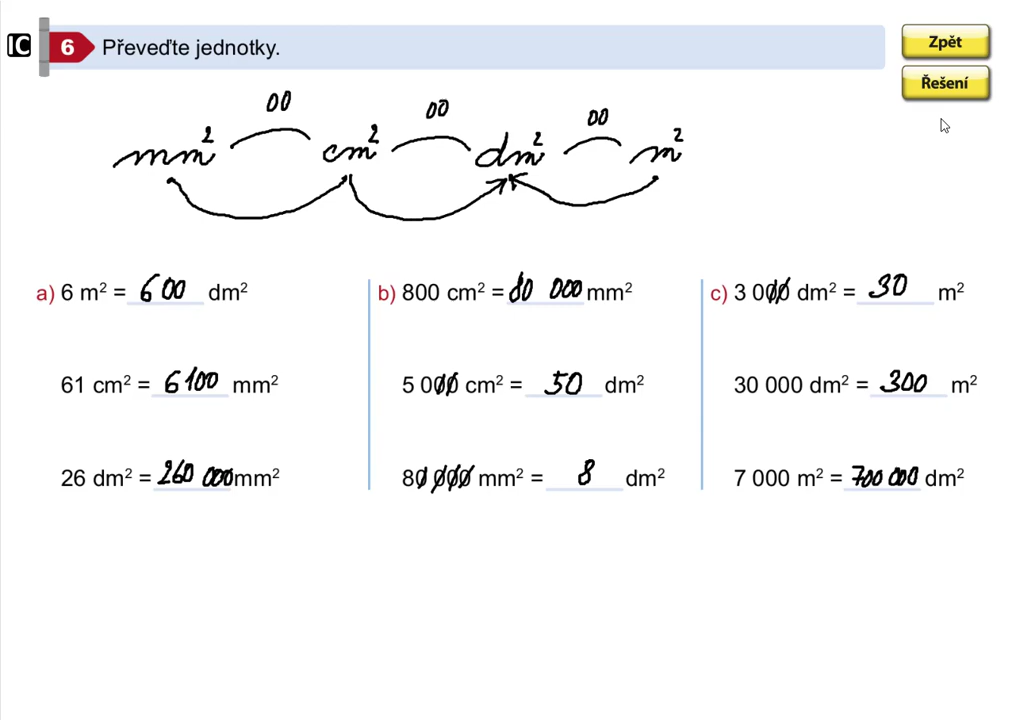 IC 6 Převeďte jednotky.
Zpět
Řešení
00 00 00
mm² cm² dm² m²
a) 6 m² = 600 dm²
61 cm² = 6100 mm²
26 dm² = 260 000 mm²
b) 800 cm² = 80 000 mm²
5 000 cm² = 50 dm²
80 000 mm² = 8 dm²
c) 3 000 dm² = 30 m²
30 000 dm² = 300 m²
7 000 m² = 700 000 dm²